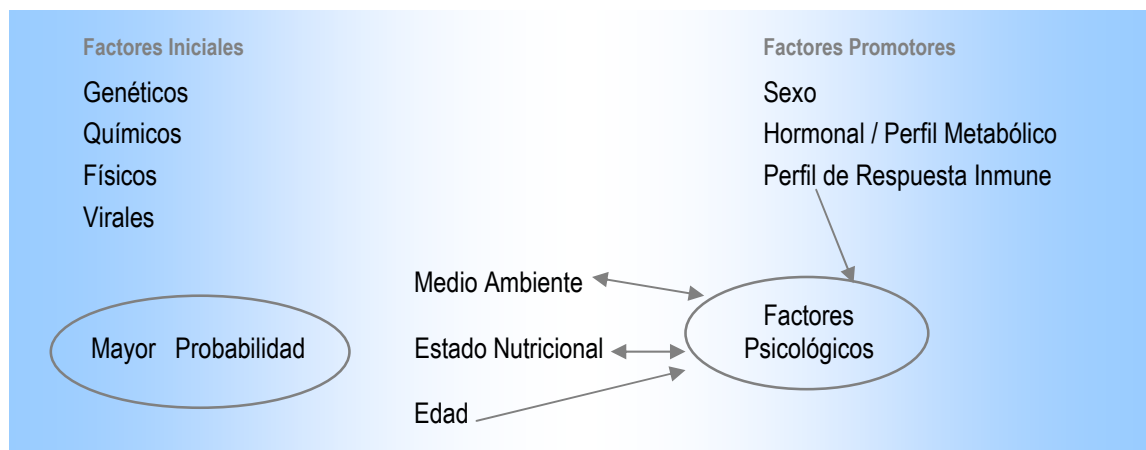 Factores Iniciales
Genéticos
Químicos
Físicos
Virales
Mayor Probabilidad
Factores Promotores
Sexo
Hormonal / Perfil Metabólico
Perfil de Respuesta Inmune
Medio Ambiente
Estado Nutricional
Edad
Factores
Psicológicos